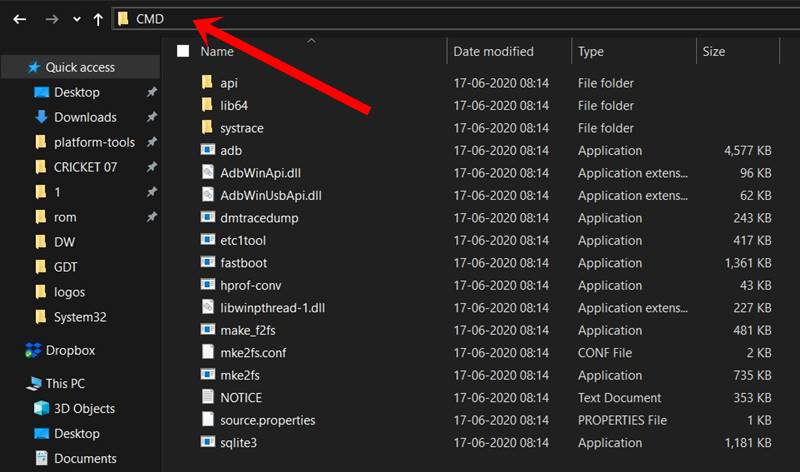 CMD
Name Date modified Type Size
Quick access
Desktop
Downloads
platform-tools
CRICKET 07
1
rom
DW
GDT
logos
System32
Dropbox
This PC
3D Objects
Desktop
Documents
api 17-06-2020 08:14 File folder
lib64 17-06-2020 08:14 File folder
systrace 17-06-2020 08:14 File folder
adb 17-06-2020 08:14 Application 4,577 KB
AdbWinApi.dll 17-06-2020 08:14 Application extens... 96 KB
AdbWinUsbApi.dll 17-06-2020 08:14 Application extens... 62 KB
dmtracedump 17-06-2020 08:14 Application 243 KB
etc1tool 17-06-2020 08:14 Application 417 KB
fastboot 17-06-2020 08:14 Application 1,361 KB
hprof-conv 17-06-2020 08:14 Application 43 KB
libwinpthread-1.dll 17-06-2020 08:14 Application extens... 227 KB
make_f2fs 17-06-2020 08:14 Application 481 KB
mke2fs.conf 17-06-2020 08:14 CONF File 2 KB
mke2fs 17-06-2020 08:14 Application 735 KB
NOTICE 17-06-2020 08:14 Text Document 353 KB
source.properties 17-06-2020 08:14 PROPERTIES File 1 KB
sqlite3 17-06-2020 08:14 Application 1,181 KB